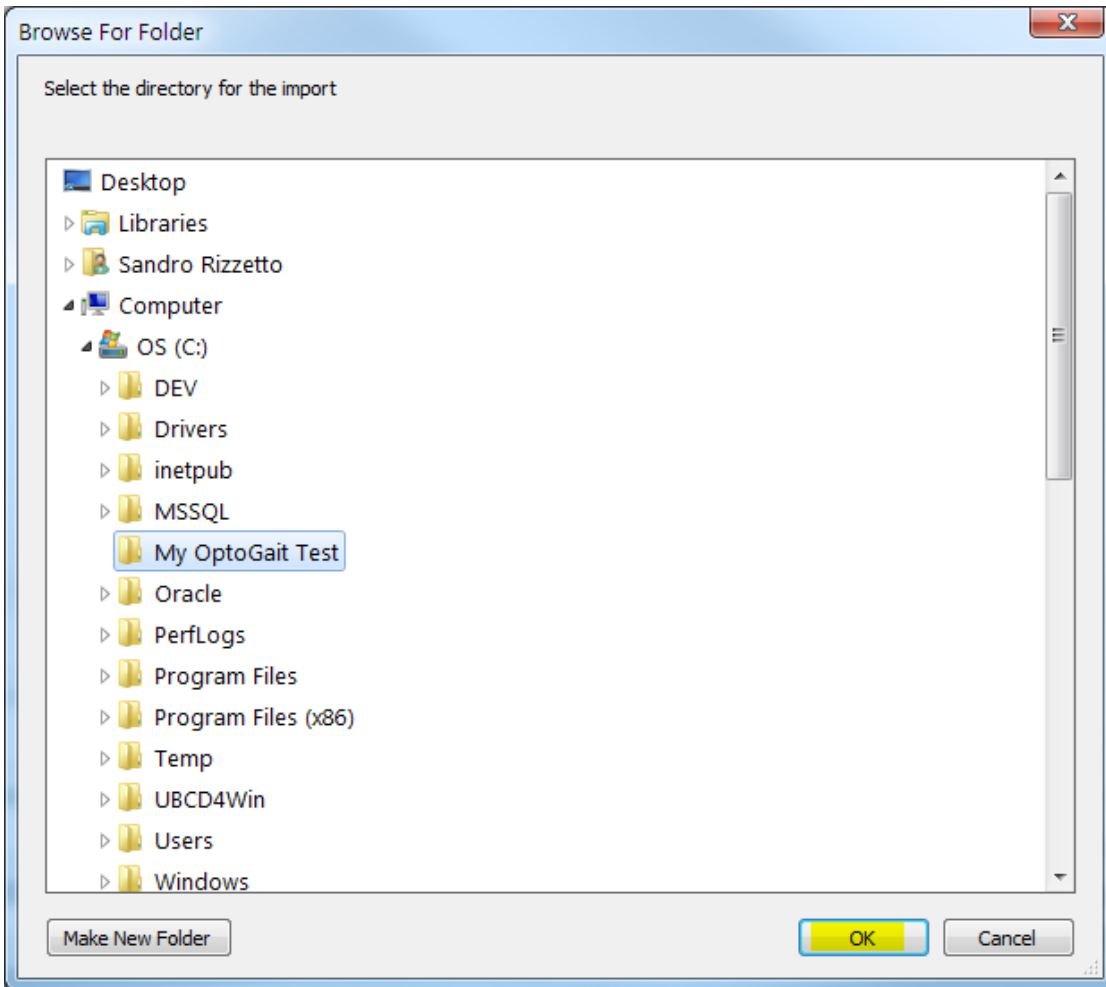 Browse For Folder
Select the directory for the import
Desktop
Libraries
Sandro Rizzetto
Computer
OS (C:)
DEV
Drivers
inetpub
MSSQL
My OptoGait Test
Oracle
PerfLogs
Program Files
Program Files (x86)
Temp
UBCD4Win
Users
Windows
Make New Folder OK Cancel